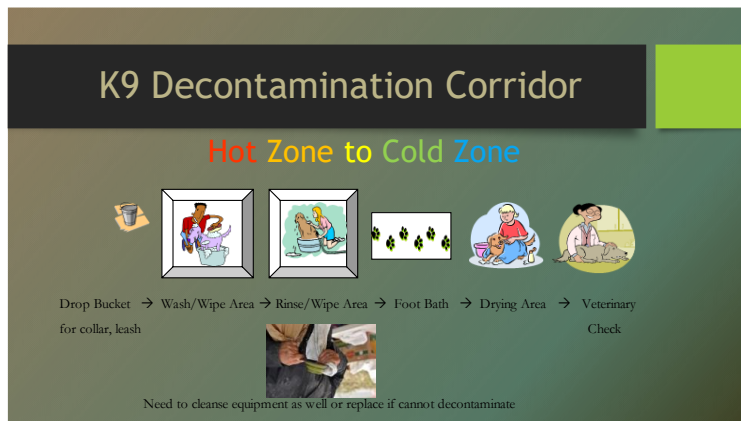 K9 Decontamination Corridor
Hot Zone to Cold Zone
Drop Bucket → Wash/Wipe Area → Rinse/Wipe Area → Foot Bath → Drying Area → Veterinary
for collar, leash Check
Need to cleanse equipment as well or replace if cannot decontaminate